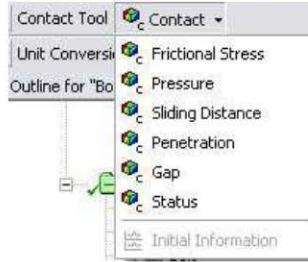 Contact Tool Contact
Unit Conversi Frictional Stress
Outline for "Bo Pressure
Sliding Distance
Penetration
Gap
Status
Initial Information